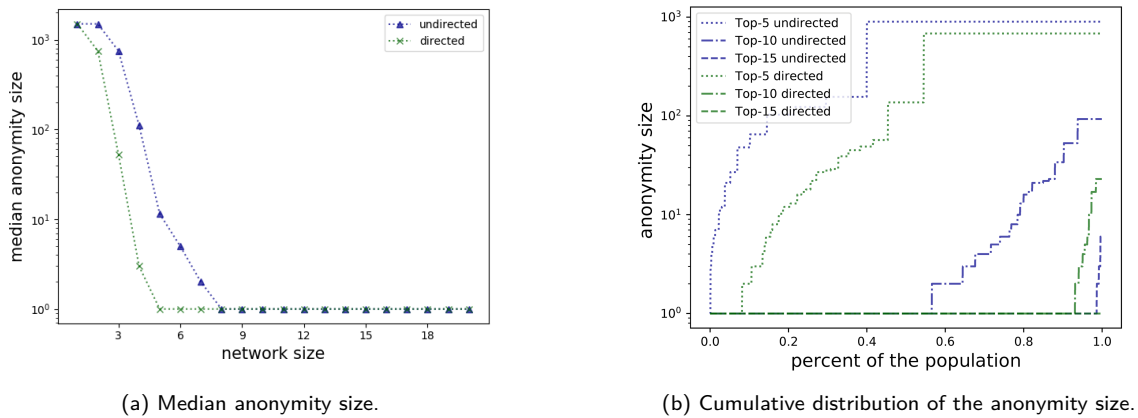 undirected
directed
10³
10²
10¹
10⁰
median anonymity size
3
6
9
12
15
18
network size
(a) Median anonymity size.
Top-5 undirected
Top-10 undirected
Top-15 undirected
Top-5 directed
Top-10 directed
Top-15 directed
10³
10²
10¹
10⁰
anonymity size
0.0
0.2
0.4
0.6
0.8
1.0
percent of the population
(b) Cumulative distribution of the anonymity size.